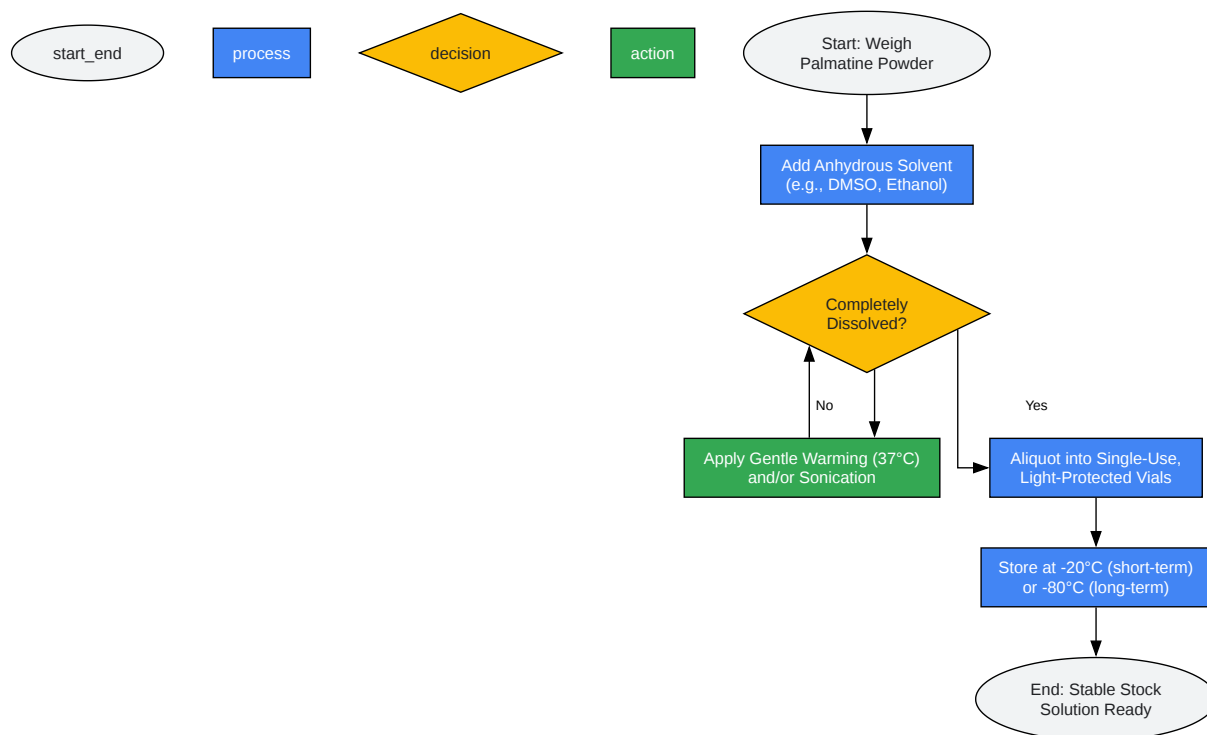 start_end
process
decision
action
Start: Weigh
Palmatine Powder
Add Anhydrous Solvent
(e.g., DMSO, Ethanol)
Completely
Dissolved?
No
Yes
Apply Gentle Warming (37°C)
and/or Sonication
Aliquot into Single-Use,
Light-Protected Vials
Store at -20°C (short-term)
or -80°C (long-term)
End: Stable Stock
Solution Ready